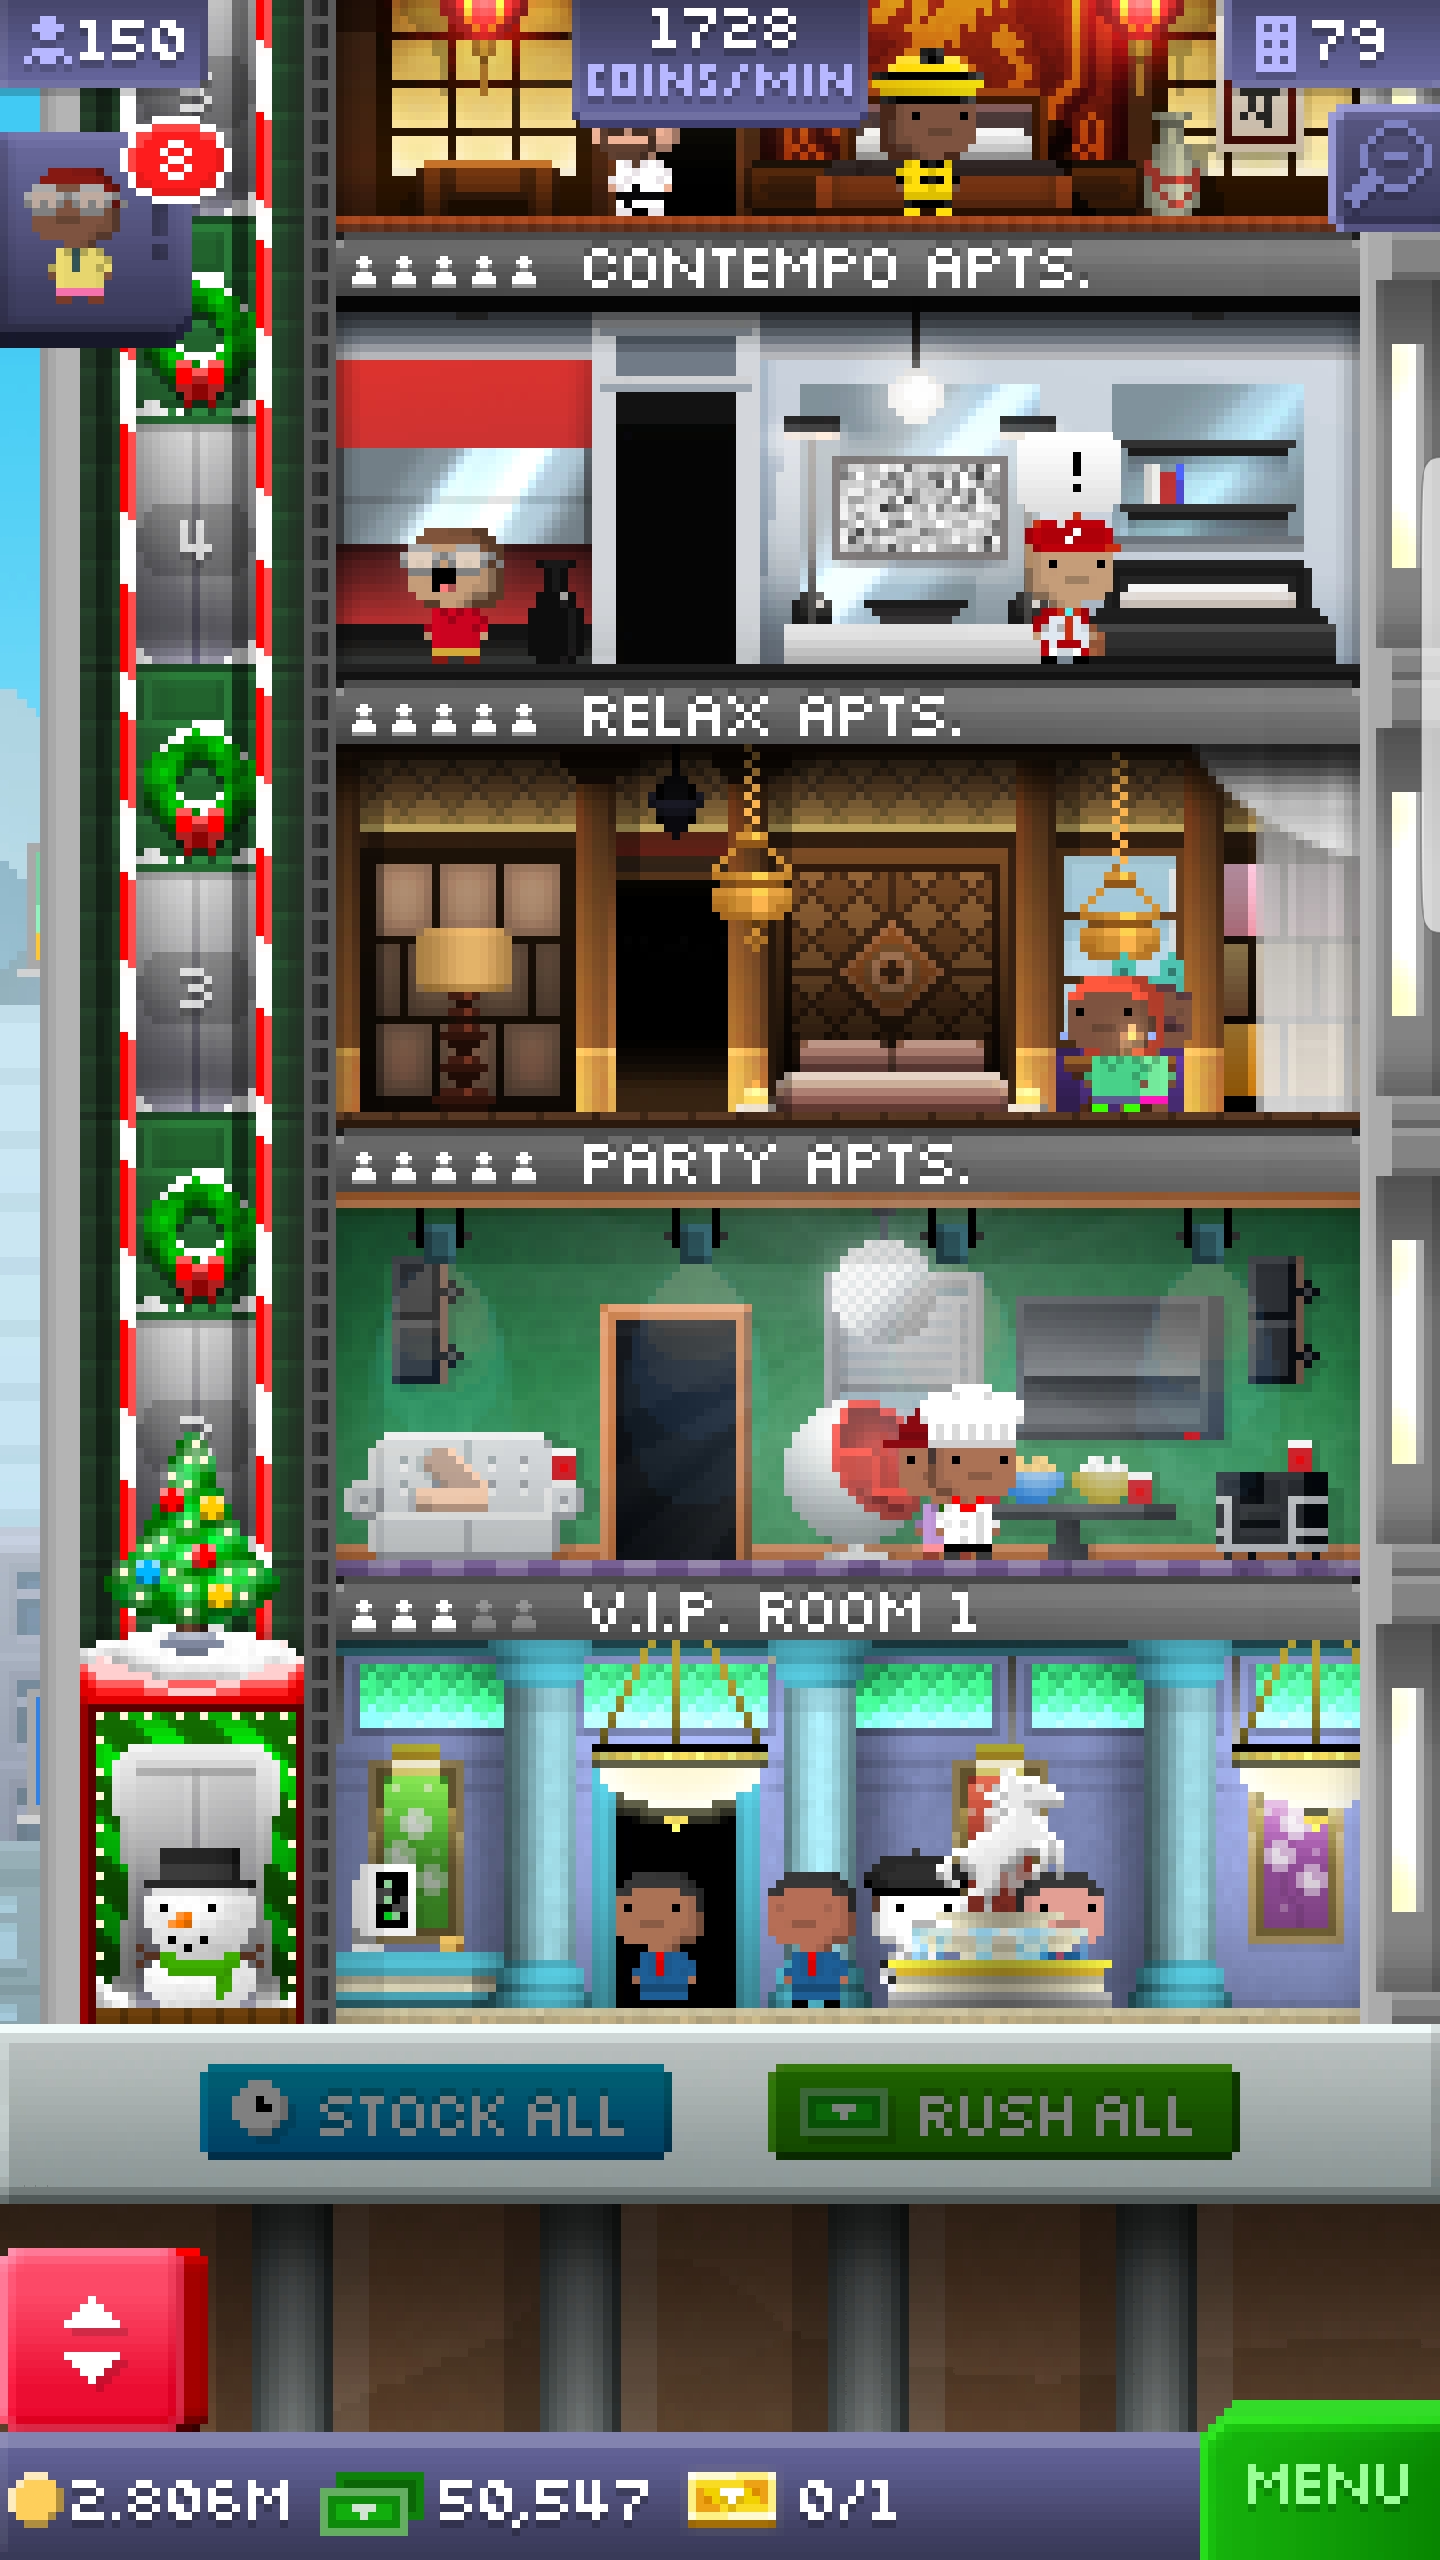 150
1728
COINS/MIN
79
8
CONTEMPO APTS.
!
4
RELAX APTS.
3
PARTY APTS.
V.I.P. ROOM 1
STOCK ALL
RUSH ALL
2.806M
50,547
0/1
MENU